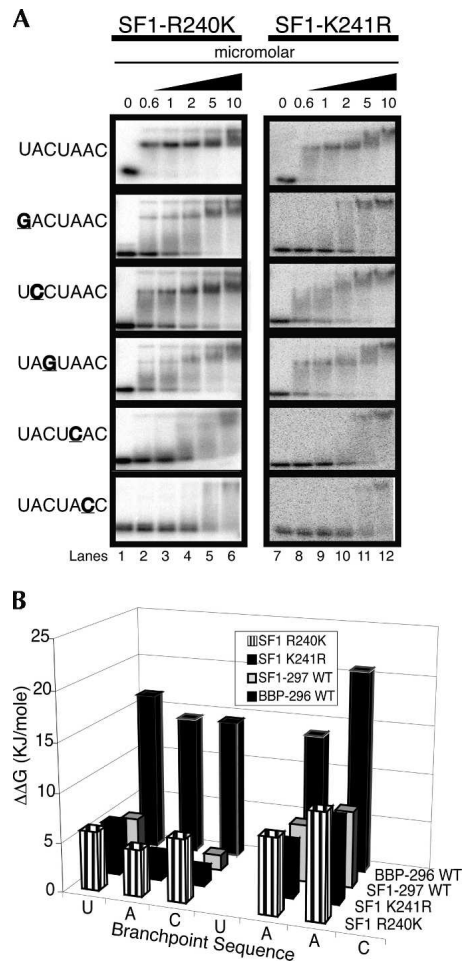 A
SF1-R240K SF1-K241R
micromolar
0 0.6 1 2 5 10 0 0.6 1 2 5 10
UACUAAC
GACUAAC
UCCUAAC
UAGUAAC
UACUCAC
UACUACC
Lanes 1 2 3 4 5 6 7 8 9 10 11 12
B
ΔΔG (KJ/mole)
25
20
15
10
5
0
SF1 R240K
SF1 K241R
SF1-297 WT
BBP-296 WT
BBP-296 WT
SF1-297 WT
SF1 K241R
SF1 R240K
U A C U A A C
Branchpoint Sequence